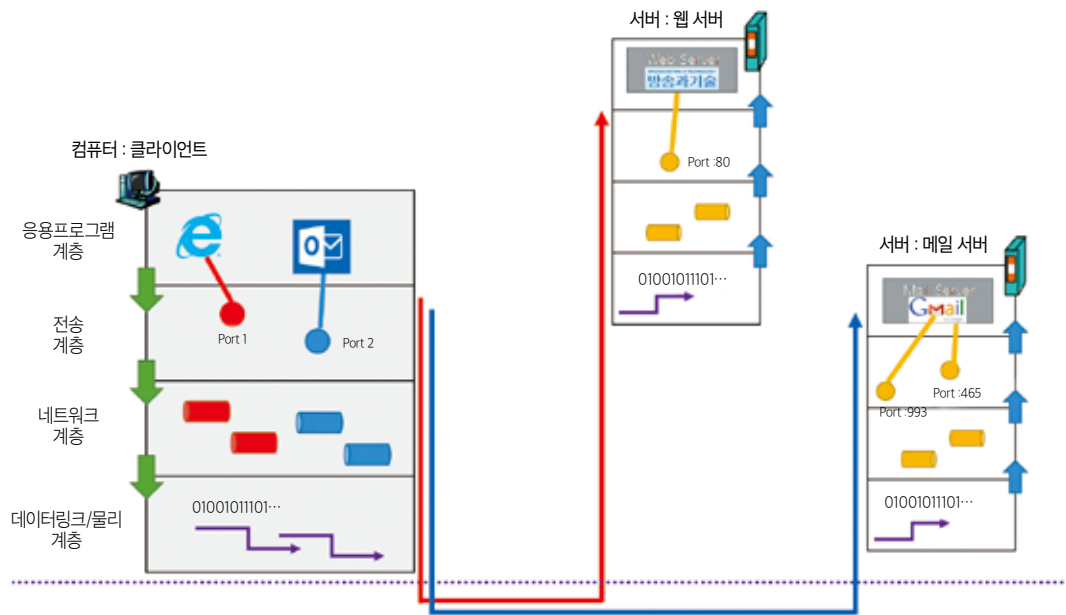 서버 : 웹 서버
Web Server
방송과기술
Port :80
01001011101…
컴퓨터 : 클라이언트
응용프로그램
계층
전송
계층
Port 1
Port 2
네트워크
계층
데이터링크/물리
계층
01001011101…
서버 : 메일 서버
Mail Server
Gmail
Port :465
Port :993
01001011101…